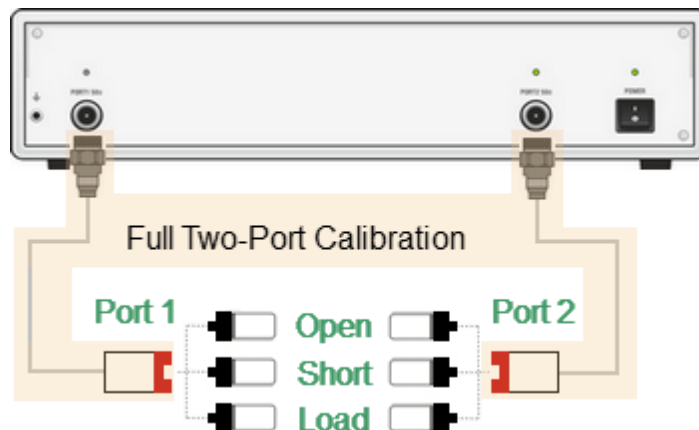 PORT1 50Ω
PORT2 50Ω
POWER
Full Two-Port Calibration
Port 1
Port 2
Open
Short
Load